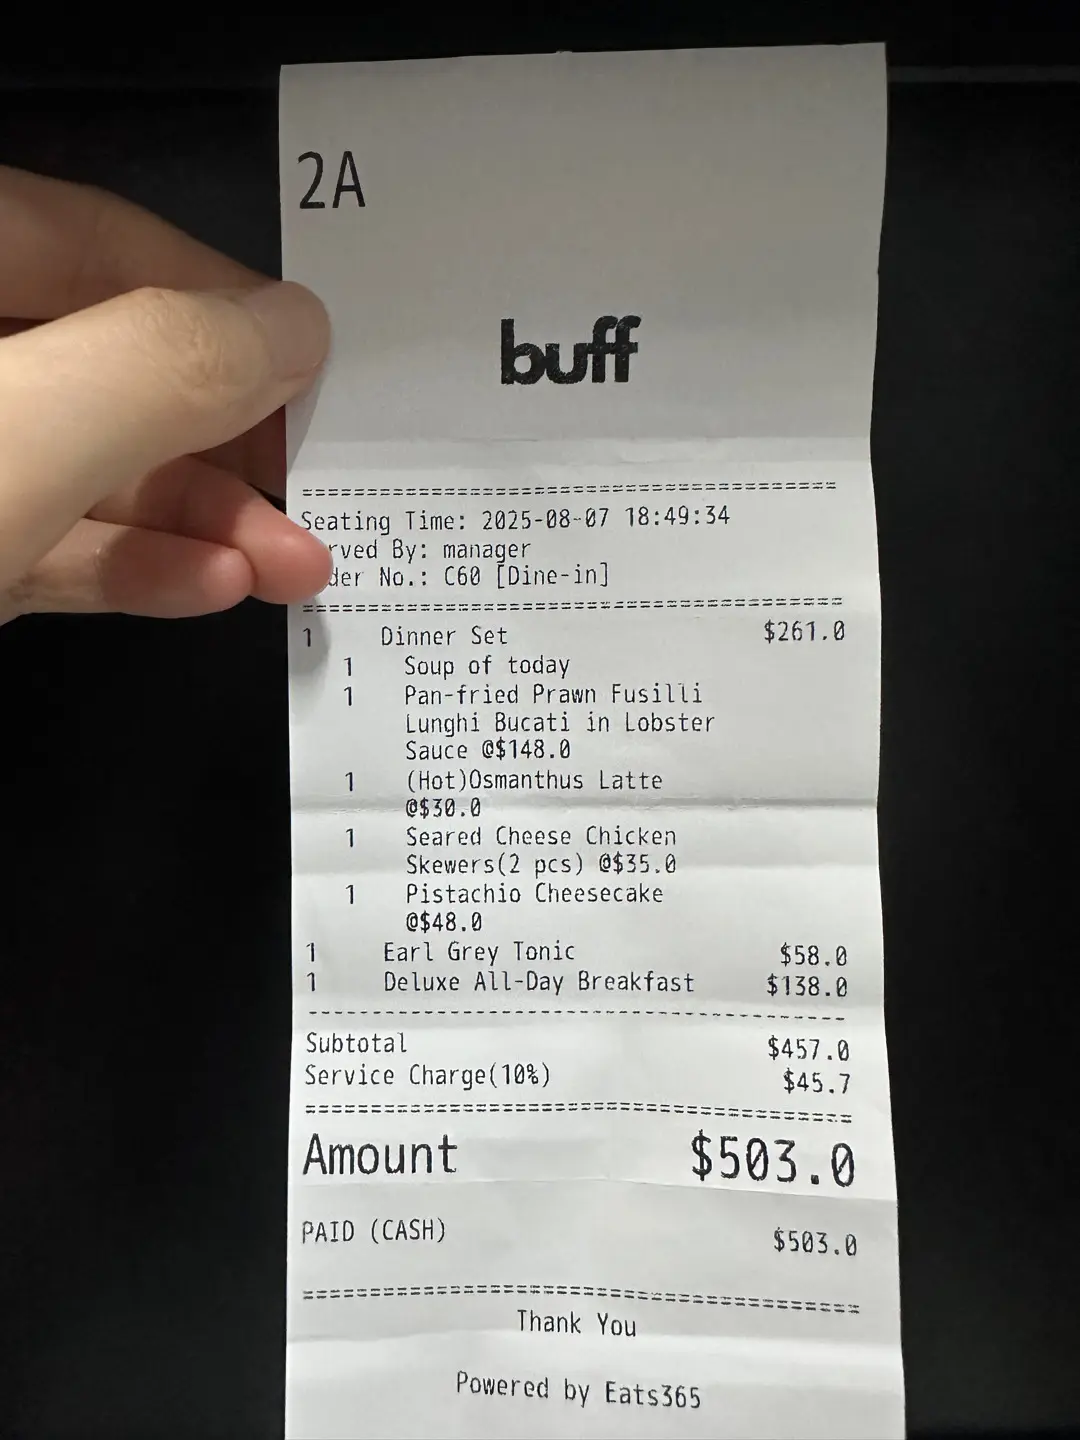 2A
buff
========================================
Seating Time: 2025-08-07 18:49:34
By: manager
No.: C60 [Dine-in]
========================================
1 Dinner Set $261.0
1 Soup of today
1 Pan-fried Prawn Fusilli
Lunghi Bucati in Lobster
Sauce @$148.0
1 (Hot)Osmanthus Latte
@$30.0
1 Seared Cheese Chicken
Skewers(2 pcs) @$35.0
1 Pistachio Cheesecake
@$48.0
1 Earl Grey Tonic $58.0
1 Deluxe All-Day Breakfast $138.0
----------------------------------------
Subtotal $457.0
Service Charge(10%) $45.7
========================================
Amount $503.0
PAID (CASH) $503.0
========================================
Thank You
Powered by Eats365